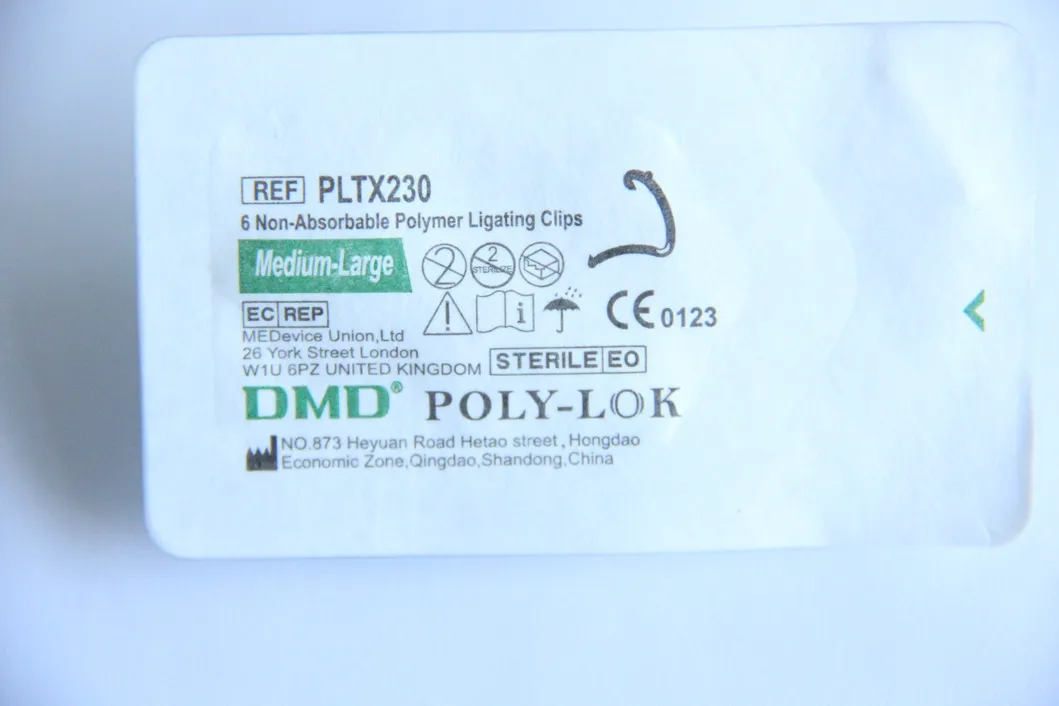 REF PLTX230
6 Non-Absorbable Polymer Ligating Clips
Medium-Large
2 2 STERILIZE
EC REP
! i CE 0123
MEDevice Union,Ltd
26 York Street London
W1U 6PZ UNITED KINGDOM STERILE EO
DMD® POLY-LOK
NO.873 Heyuan Road Hetao street, Hongdao
Economic Zone,Qingdao,Shandong,China